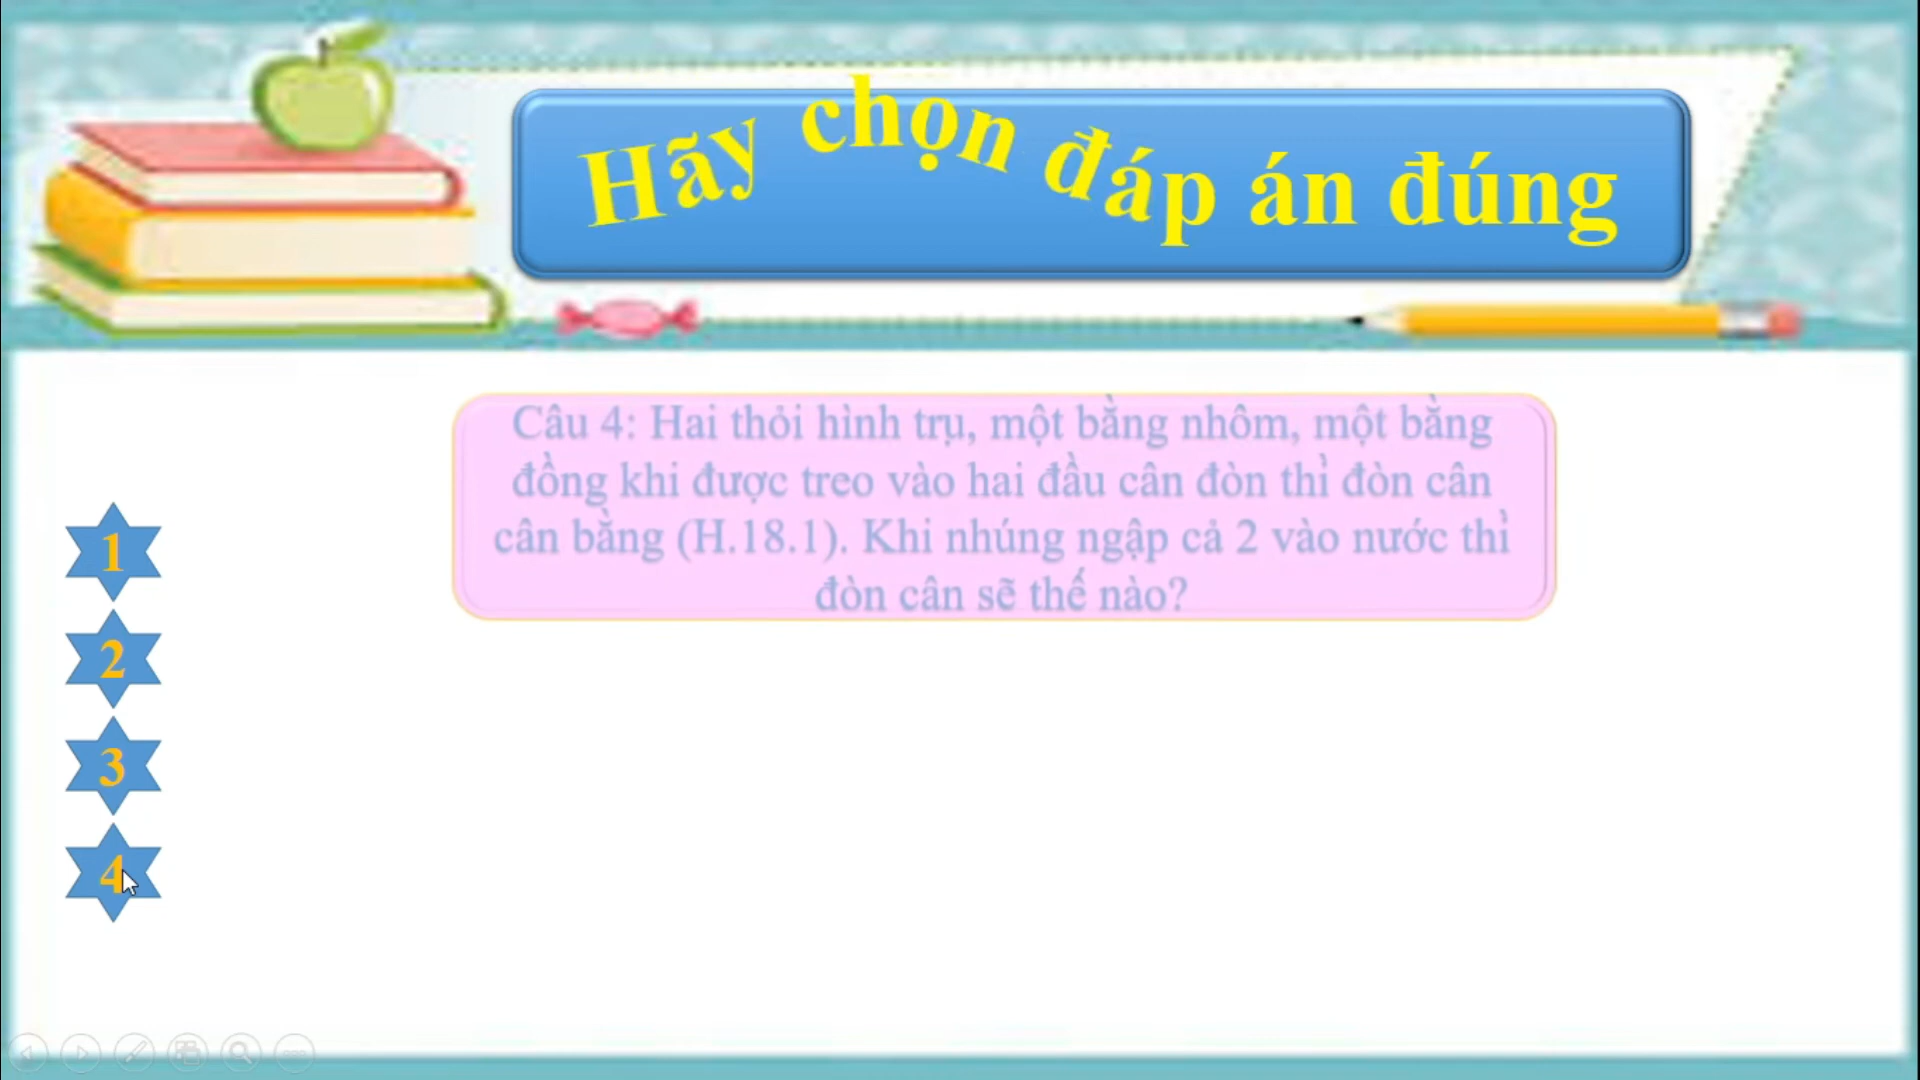 Hãy chọn đáp án đúng
Câu 4: Hai thỏi hình trụ, một bằng nhôm, một bằng
đồng khi được treo vào hai đầu cân đòn thì đòn cân
cân bằng (H.18.1). Khi nhúng ngập cả 2 vào nước thì
đòn cân sẽ thế nào?
1
2
3
4